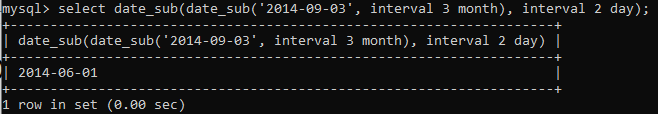 mysql> select date_sub(date_sub('2014-09-03', interval 3 month), interval 2 day);
+--------------------------------------------------------------------+
| date_sub(date_sub('2014-09-03', interval 3 month), interval 2 day) |
+--------------------------------------------------------------------+
| 2014-06-01                                                         |
+--------------------------------------------------------------------+
1 row in set (0.00 sec)